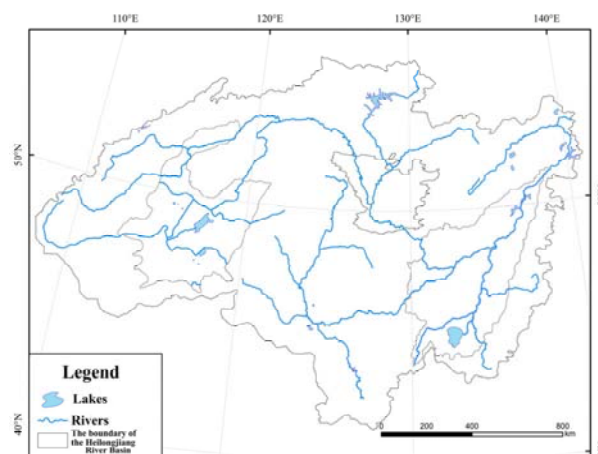 110°E
120°E
130°E
140°E
50°N
40°N
Legend
Lakes
Rivers
The boundary of
the Heilongjiang
River Basin
0
200
400
800
km